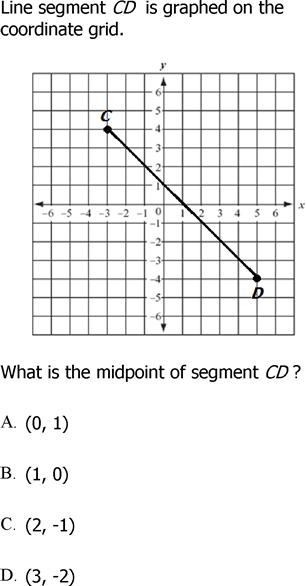 Line segment CD is graphed on the
coordinate grid.
y
6
5
C
4
3
2
1
-6 -5 -4 -3 -2 -1 0 1 2 3 4 5 6 x
-1
-2
-3
-4
D
-5
-6
What is the midpoint of segment CD?
A. (0, 1)
B. (1, 0)
C. (2, -1)
D. (3, -2)